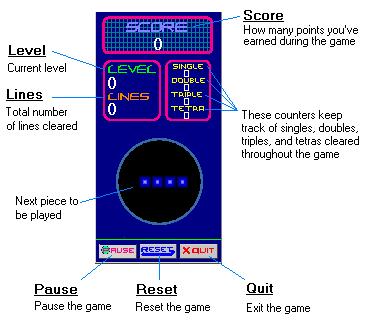 Score
How many points you've
earned during the game
SCORE
0
Level
Current level
LEVEL
0
LINES
0
SINGLE
0
DOUBLE
0
TRIPLE
0
TETRA
0
Lines
Total number
of lines cleared
These counters keep
track of singles, doubles,
triples, and tetras cleared
throughout the game
Next piece to
be played
PAUSE
RESET
QUIT
Pause
Pause the game
Reset
Reset the game
Quit
Exit the game